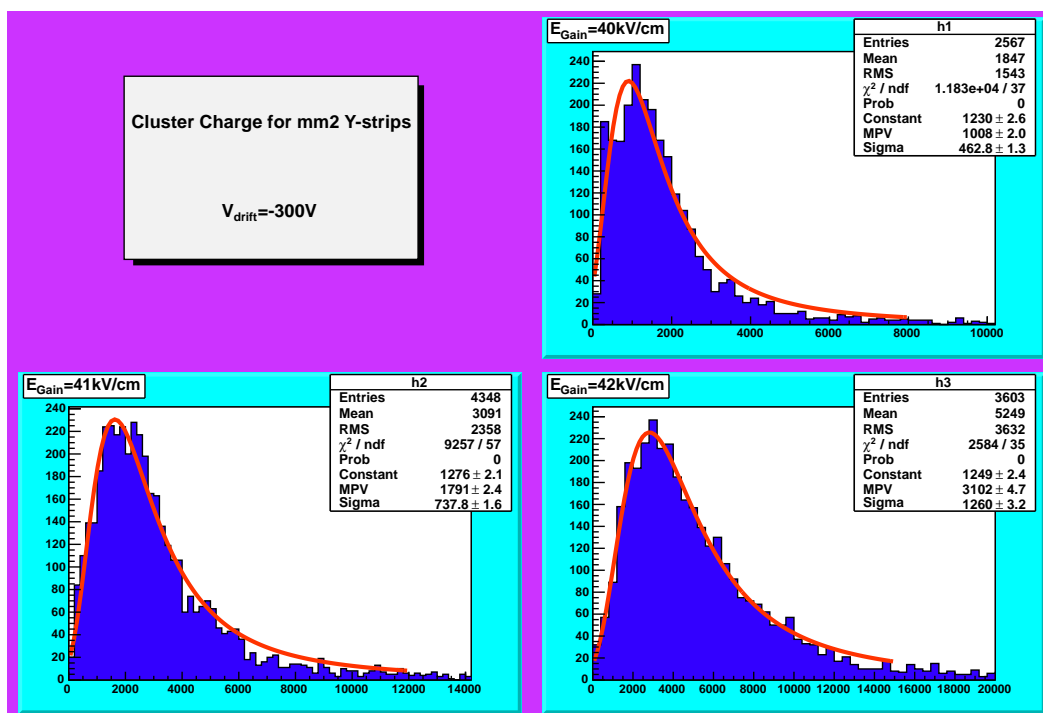 Cluster Charge for mm2 Y-strips
V_drift=-300V
E_Gain=40kV/cm
h1
Entries 2567
Mean 1847
RMS 1543
χ² / ndf 1.183e+04 / 37
Prob 0
Constant 1230 ± 2.6
MPV 1008 ± 2.0
Sigma 462.8 ± 1.3
240
220
200
180
160
140
120
100
80
60
40
20
0
0 2000 4000 6000 8000 10000
E_Gain=41kV/cm
h2
Entries 4348
Mean 3091
RMS 2358
χ² / ndf 9257 / 57
Prob 0
Constant 1276 ± 2.1
MPV 1791 ± 2.4
Sigma 737.8 ± 1.6
240
220
200
180
160
140
120
100
80
60
40
20
0
0 2000 4000 6000 8000 10000 12000 14000
E_Gain=42kV/cm
h3
Entries 3603
Mean 5249
RMS 3632
χ² / ndf 2584 / 35
Prob 0
Constant 1249 ± 2.4
MPV 3102 ± 4.7
Sigma 1260 ± 3.2
240
220
200
180
160
140
120
100
80
60
40
20
0
0 2000 4000 6000 8000 10000 12000 14000 16000 18000 20000